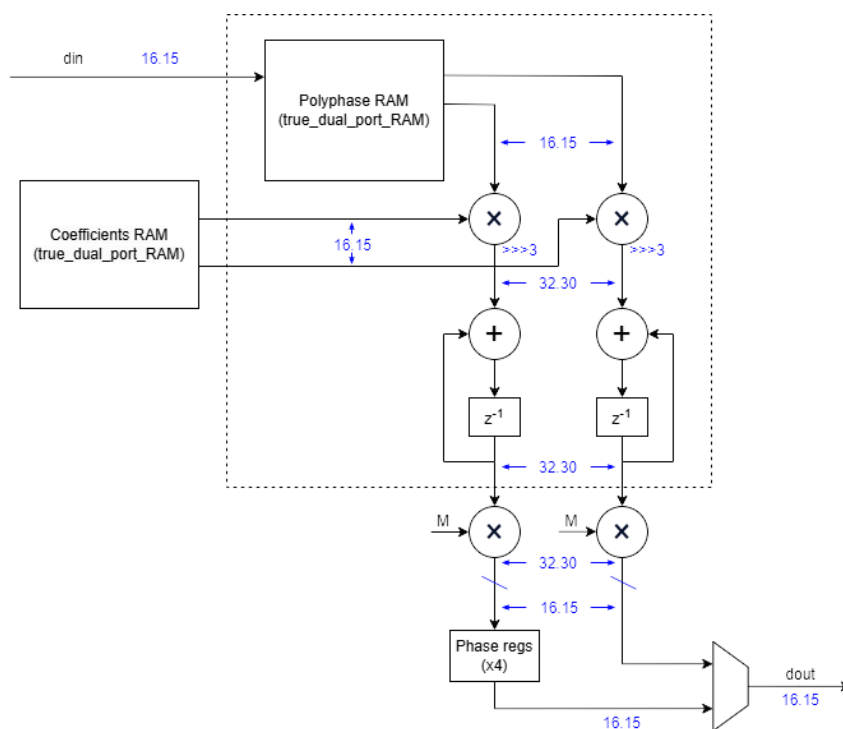 din 16.15
Polyphase RAM
(true_dual_port_RAM)
16.15
Coefficients RAM
(true_dual_port_RAM)
16.15
× ×
>>>3 >>>3
32.30
+ +
z⁻¹ z⁻¹
32.30
M × M ×
32.30
16.15
Phase regs
(x4)
dout
16.15
16.15